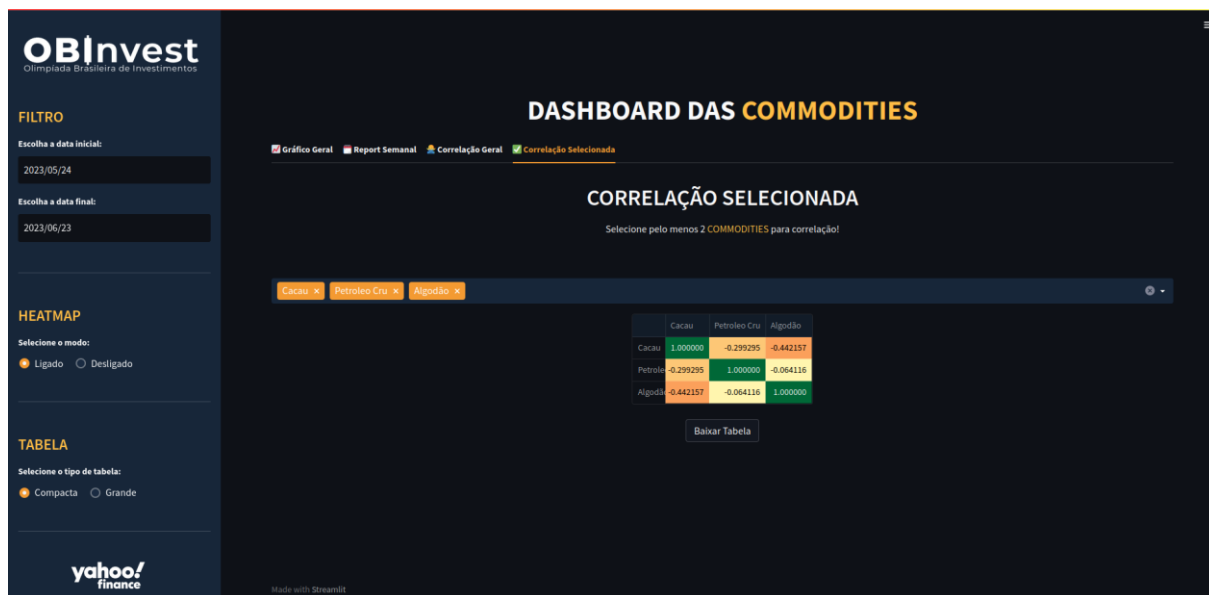 OBInvest
Olimpíada Brasileira de Investimentos
FILTRO
Escolha a data inicial:
2023/05/24
Escolha a data final:
2023/06/23
HEATMAP
Selecione o modo:
Ligado Desligado
TABELA
Selecione o tipo de tabela:
Compacta Grande
yahoo!
finance
DASHBOARD DAS COMMODITIES
Gráfico Geral Report Semanal Correlação Geral Correlação Selecionada
CORRELAÇÃO SELECIONADA
Selecione pelo menos 2 COMMODITIES para correlação!
Cacau × Petroleo Cru × Algodão ×
Cacau Petroleo Cru Algodão
Cacau 1.000000 -0.299295 -0.442157
Petrole -0.299295 1.000000 -0.064116
Algodã -0.442157 -0.064116 1.000000
Baixar Tabela
Made with Streamlit